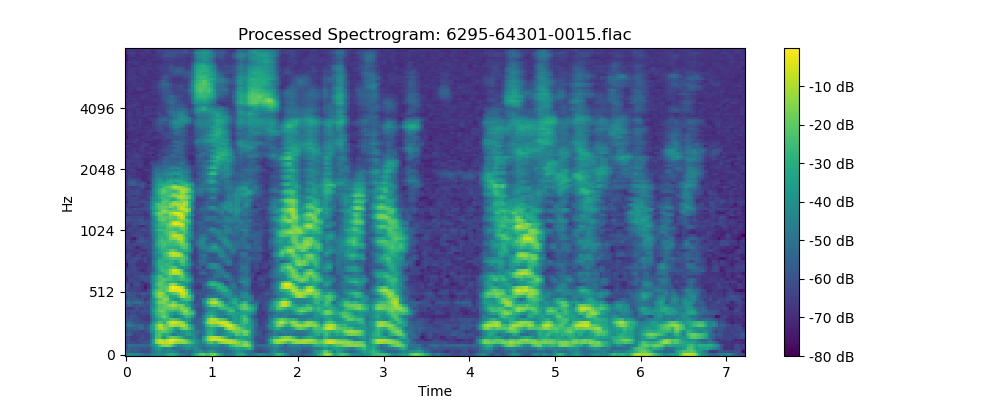 Processed Spectrogram: 6295-64301-0015.flac
Hz
4096
2048
1024
512
0
0 1 2 3 4 5 6 7
Time
-10 dB
-20 dB
-30 dB
-40 dB
-50 dB
-60 dB
-70 dB
-80 dB